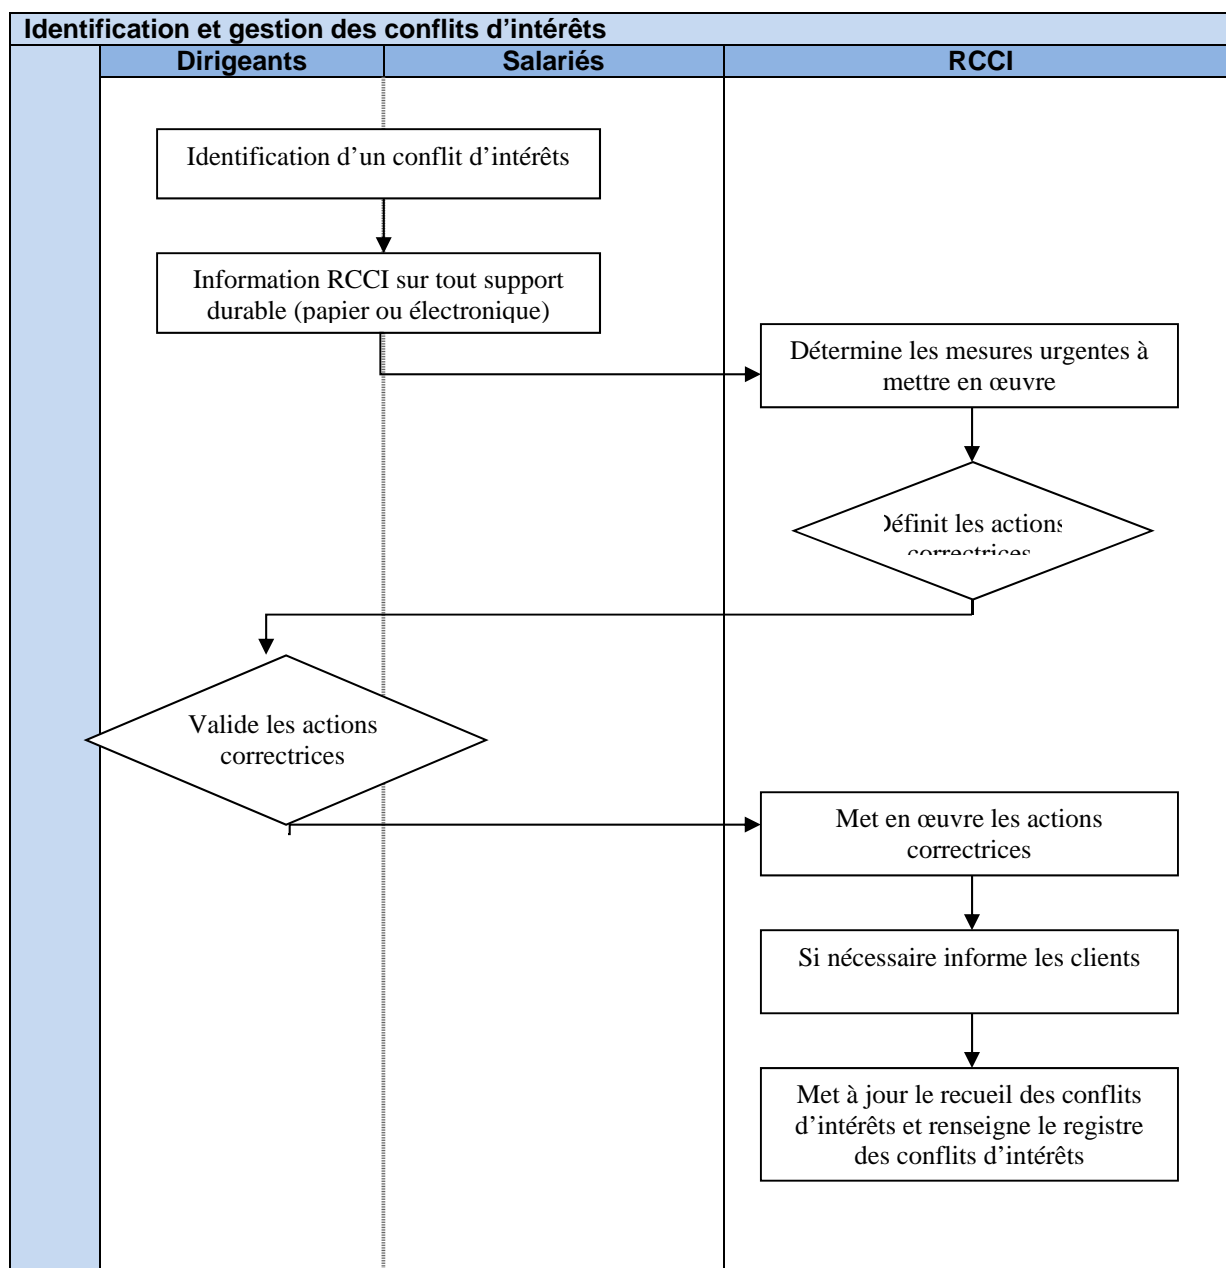 Identification et gestion des conflits d’intérêts
Dirigeants
Salariés
RCCI
Identification d’un conflit d’intérêts
Information RCCI sur tout support
durable (papier ou électronique)
Détermine les mesures urgentes à
mettre en œuvre
Définit les actions
correctrices
Valide les actions
correctrices
Met en œuvre les actions
correctrices
Si nécessaire informe les clients
Met à jour le recueil des conflits
d’intérêts et renseigne le registre
des conflits d’intérêts